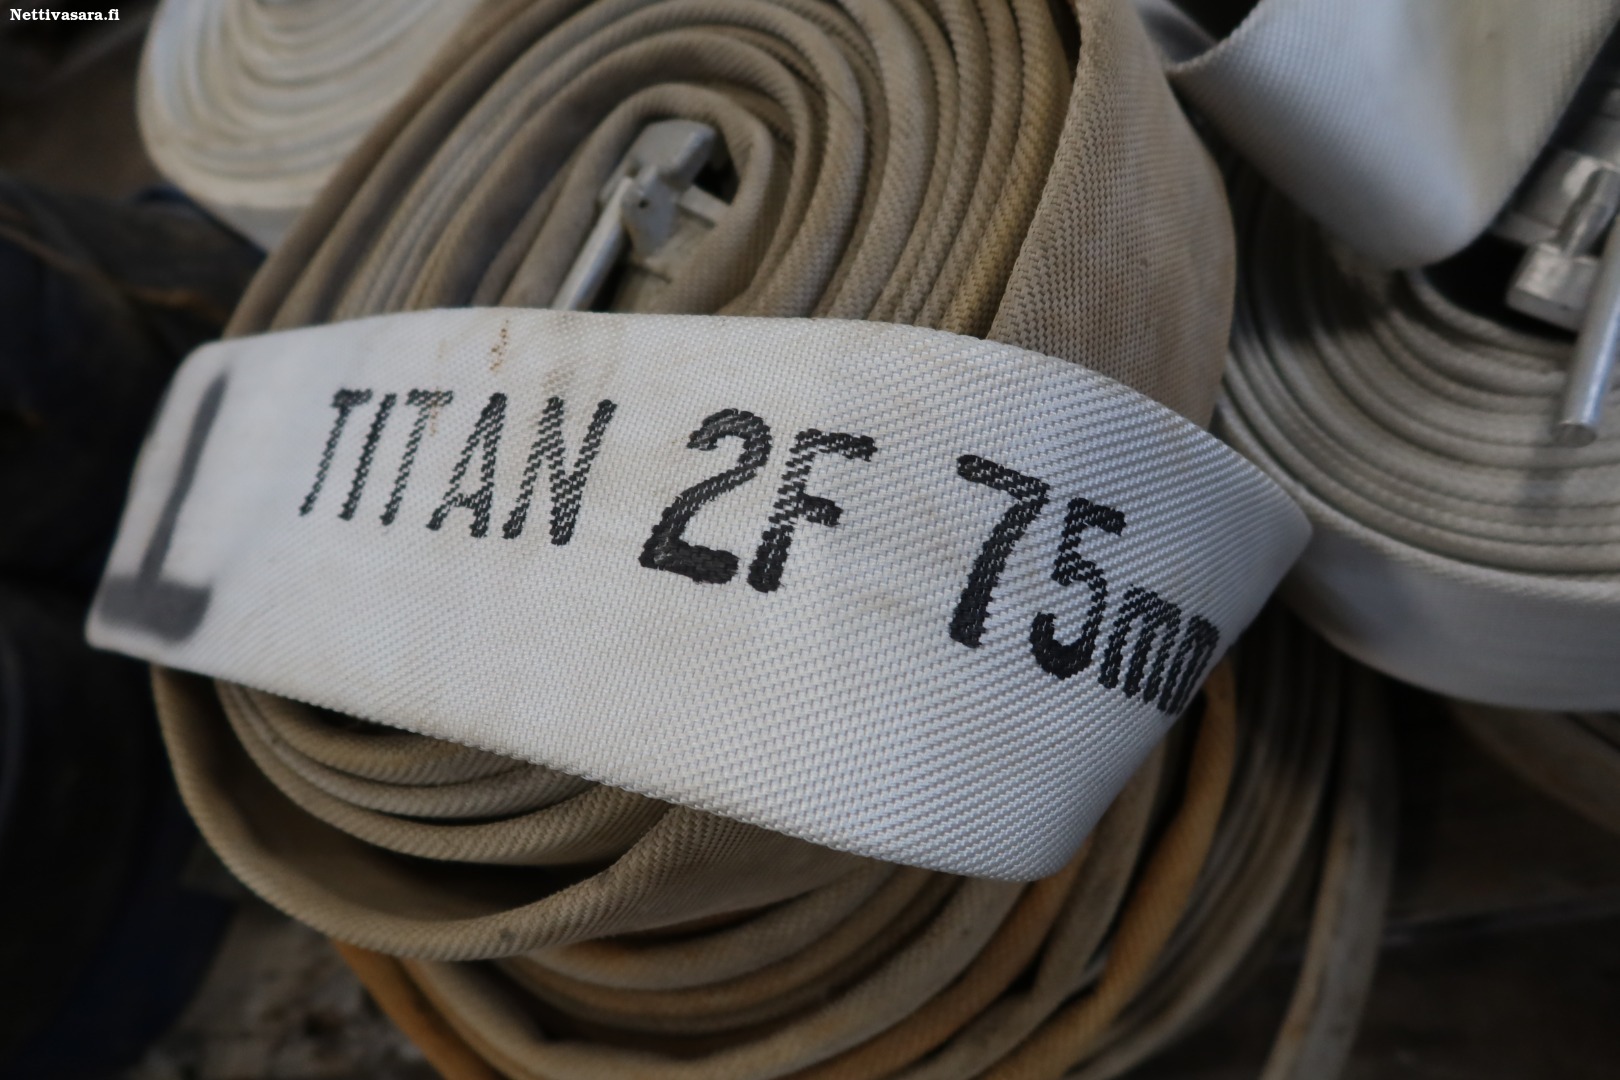 Nettivasara.fi
TITAN 2F 75mm